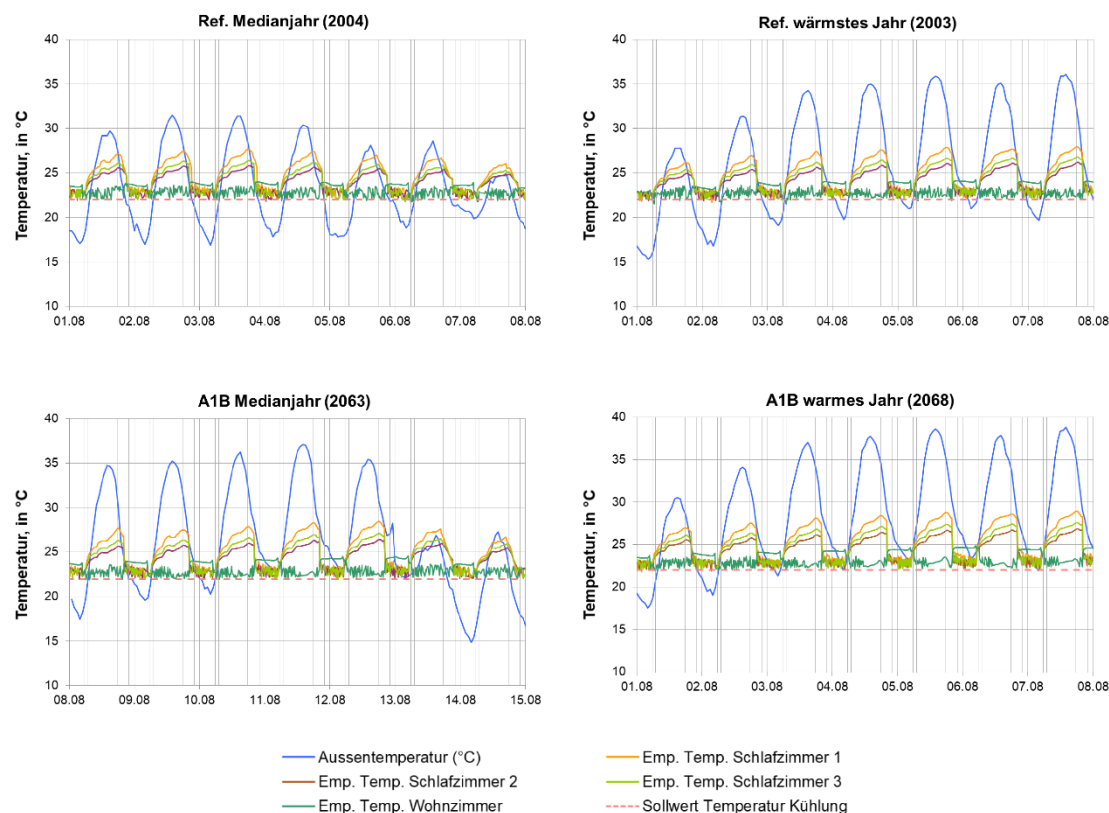 Ref. Medianjahr (2004)
Temperatur, in °C
40
35
30
25
20
15
10
01.08 02.08 03.08 04.08 05.08 06.08 07.08 08.08
Ref. wärmstes Jahr (2003)
Temperatur, in °C
40
35
30
25
20
15
10
01.08 02.08 03.08 04.08 05.08 06.08 07.08 08.08
A1B Medianjahr (2063)
Temperatur, in °C
40
35
30
25
20
15
10
08.08 09.08 10.08 11.08 12.08 13.08 14.08 15.08
A1B warmes Jahr (2068)
Temperatur, in °C
40
35
30
25
20
15
10
01.08 02.08 03.08 04.08 05.08 06.08 07.08 08.08
Aussentemperatur (°C)
Emp. Temp. Schlafzimmer 1
Emp. Temp. Schlafzimmer 2
Emp. Temp. Schlafzimmer 3
Emp. Temp. Wohnzimmer
Sollwert Temperatur Kühlung